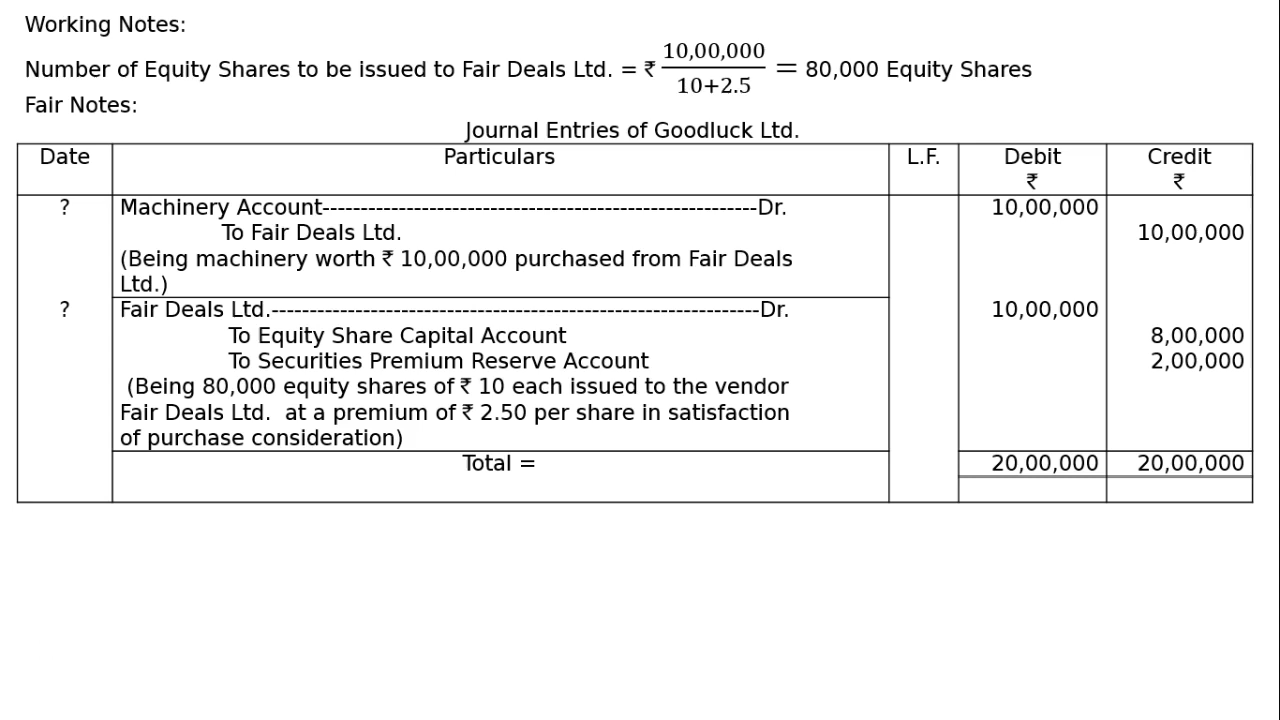 Working Notes:
Number of Equity Shares to be issued to Fair Deals Ltd. = ₹ 10,00,000 / 10+2.5 = 80,000 Equity Shares
Fair Notes:
Journal Entries of Goodluck Ltd.
Date Particulars L.F. Debit Credit
₹ ₹
? Machinery Account---------------------------------------------------------Dr. 10,00,000
To Fair Deals Ltd. 10,00,000
(Being machinery worth ₹ 10,00,000 purchased from Fair Deals
Ltd.)
? Fair Deals Ltd.----------------------------------------------------------------Dr. 10,00,000
To Equity Share Capital Account 8,00,000
To Securities Premium Reserve Account 2,00,000
(Being 80,000 equity shares of ₹ 10 each issued to the vendor
Fair Deals Ltd. at a premium of ₹ 2.50 per share in satisfaction
of purchase consideration)
Total = 20,00,000 20,00,000